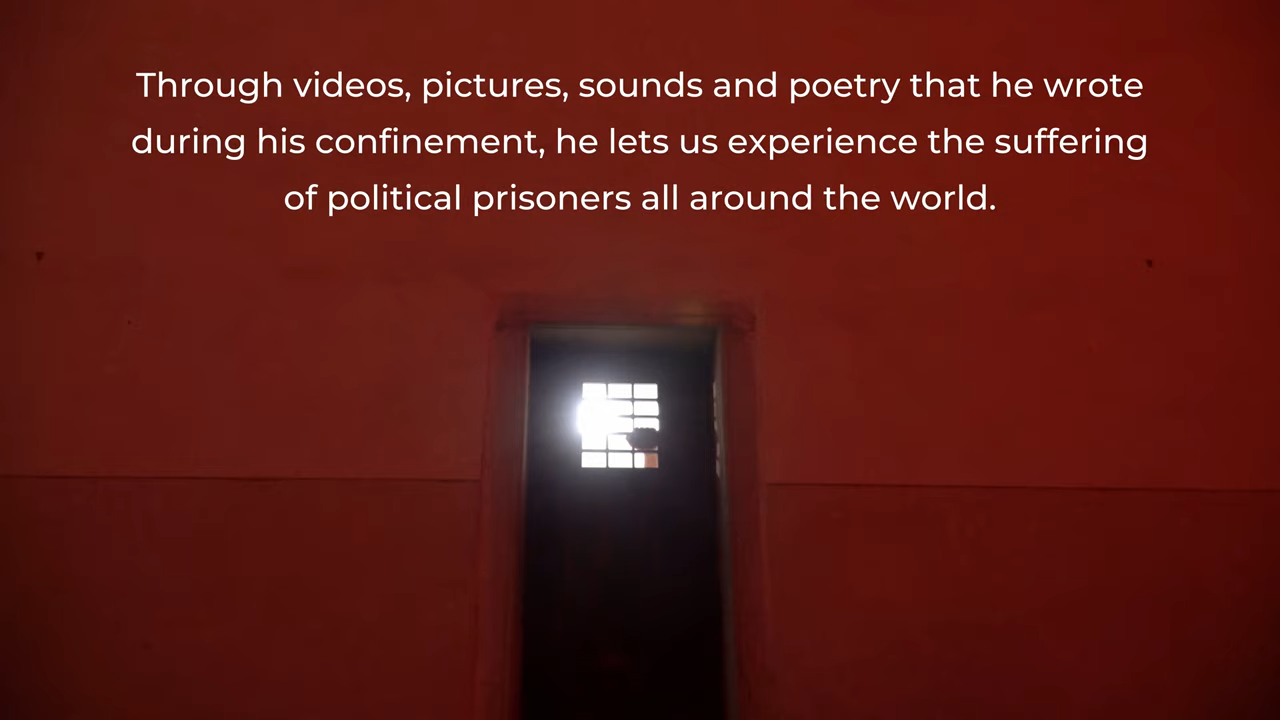 Through videos, pictures, sounds and poetry that he wrote
during his confinement, he lets us experience the suffering
of political prisoners all around the world.